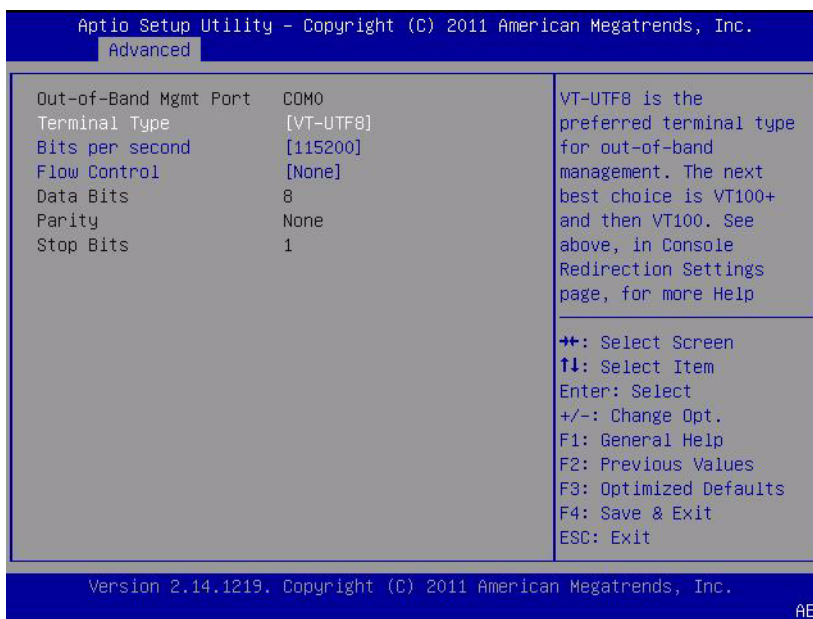 Aptio Setup Utility – Copyright (C) 2011 American Megatrends, Inc.
Advanced
Out-of-Band Mgmt Port COM0
Terminal Type [VT-UTF8]
Bits per second [115200]
Flow Control [None]
Data Bits 8
Parity None
Stop Bits 1
VT-UTF8 is the
preferred terminal type
for out-of-band
management. The next
best choice is VT100+
and then VT100. See
above, in Console
Redirection Settings
page, for more Help
→←: Select Screen
↑↓: Select Item
Enter: Select
+/-: Change Opt.
F1: General Help
F2: Previous Values
F3: Optimized Defaults
F4: Save & Exit
ESC: Exit
Version 2.14.1219. Copyright (C) 2011 American Megatrends, Inc.